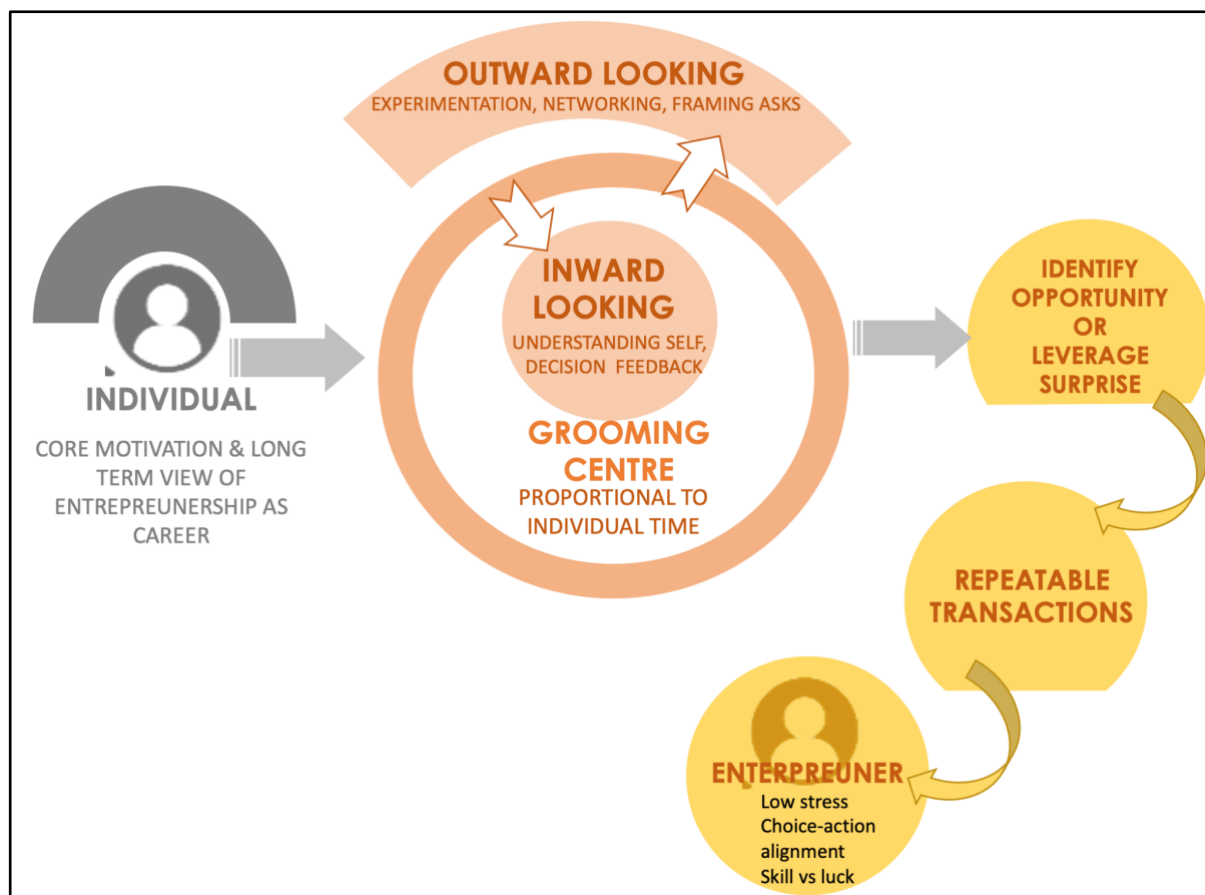 OUTWARD LOOKING
EXPERIMENTATION, NETWORKING, FRAMING ASKS
INDIVIDUAL
CORE MOTIVATION & LONG
TERM VIEW OF
ENTREPREUNERSHIP AS
CAREER
INWARD
LOOKING
UNDERSTANDING SELF,
DECISION FEEDBACK
GROOMING
CENTRE
PROPORTIONAL TO
INDIVIDUAL TIME
IDENTIFY
OPPORTUNITY
OR
LEVERAGE
SURPRISE
REPEATABLE
TRANSACTIONS
ENTERPREUNER
Low stress
Choice-action
alignment
Skill vs luck